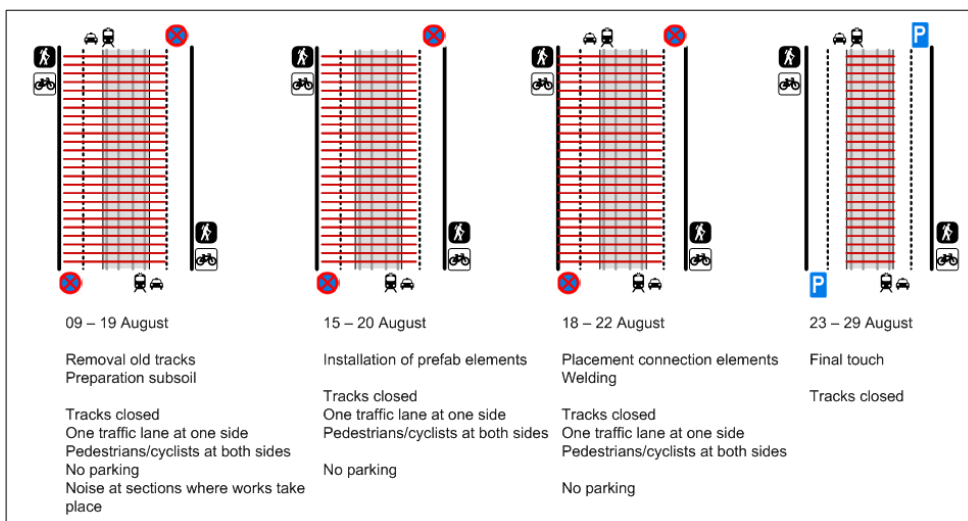 P
P
09 – 19 August
Removal old tracks
Preparation subsoil
Tracks closed
One traffic lane at one side
Pedestrians/cyclists at both sides
No parking
Noise at sections where works take
place
15 – 20 August
Installation of prefab elements
Tracks closed
One traffic lane at one side
Pedestrians/cyclists at both sides
No parking
18 – 22 August
Placement connection elements
Welding
Tracks closed
One traffic lane at one side
Pedestrians/cyclists at both sides
No parking
23 – 29 August
Final touch
Tracks closed